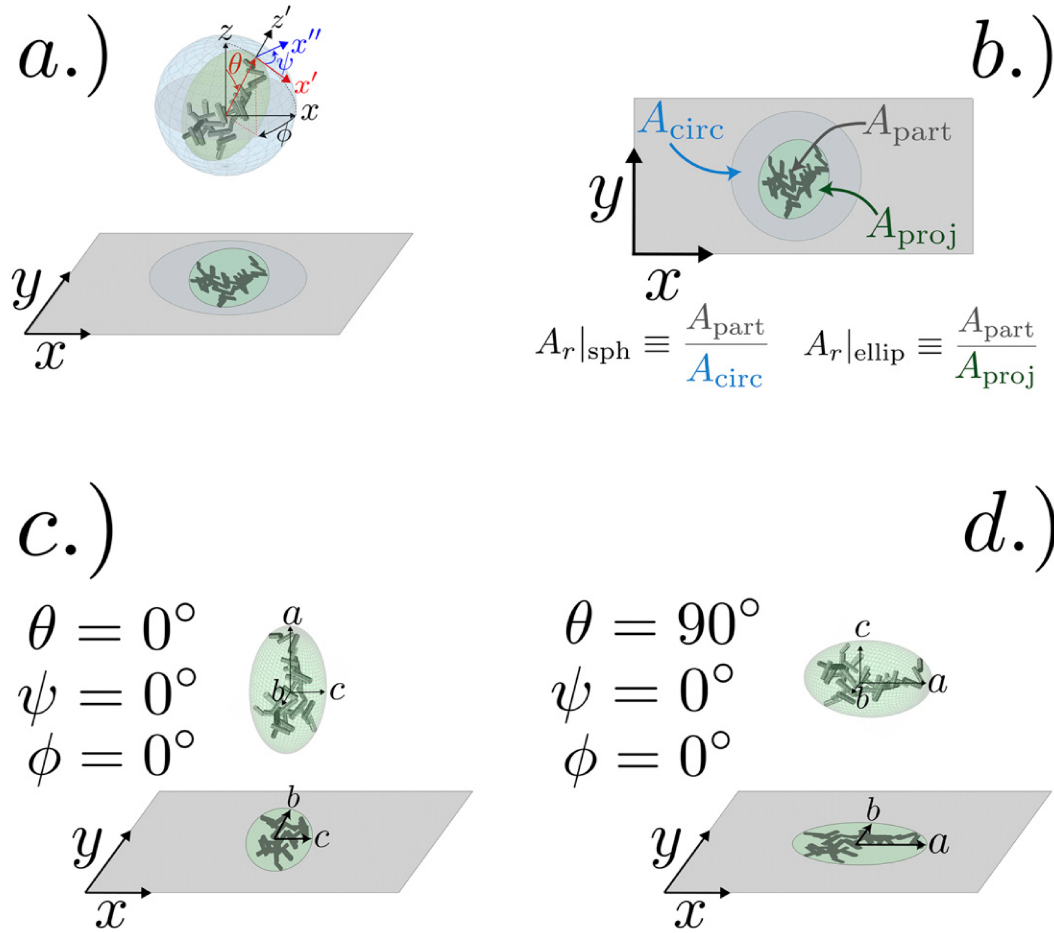 a.)
z
z′
x″
θ
ψ
x′
x
ϕ
y
x
b.)
A_circ
A_part
A_proj
y
x
A_r|_sph ≡ A_part / A_circ
A_r|_ellip ≡ A_part / A_proj
c.)
θ = 0°
ψ = 0°
ϕ = 0°
a
b
c
b
c
y
x
d.)
θ = 90°
ψ = 0°
ϕ = 0°
c
a
b
b
a
y
x